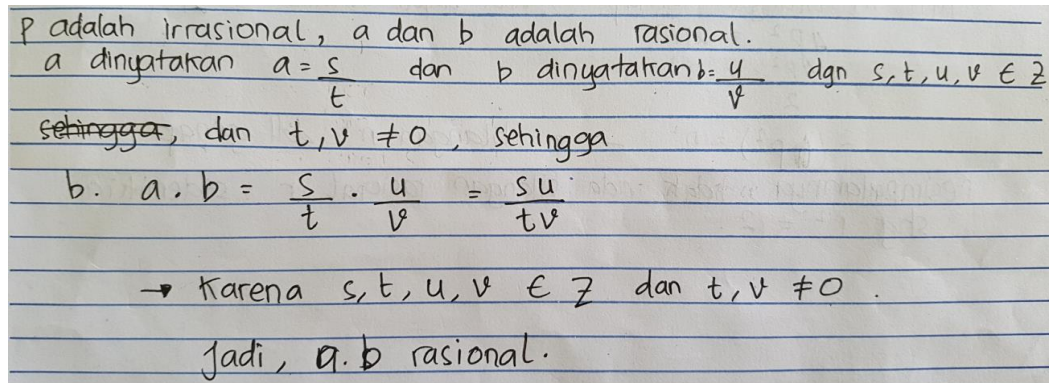 P adalah irrasional, a dan b adalah rasional.
a dinyatakan a = s/t dan b dinyatakan b = u/v dgn s, t, u, v ∈ Z
sehingga, dan t, v ≠ 0, sehingga
b. a . b = s/t . u/v = su/tv
→ Karena s, t, u, v ∈ Z dan t, v ≠ 0.
Jadi, a.b rasional.